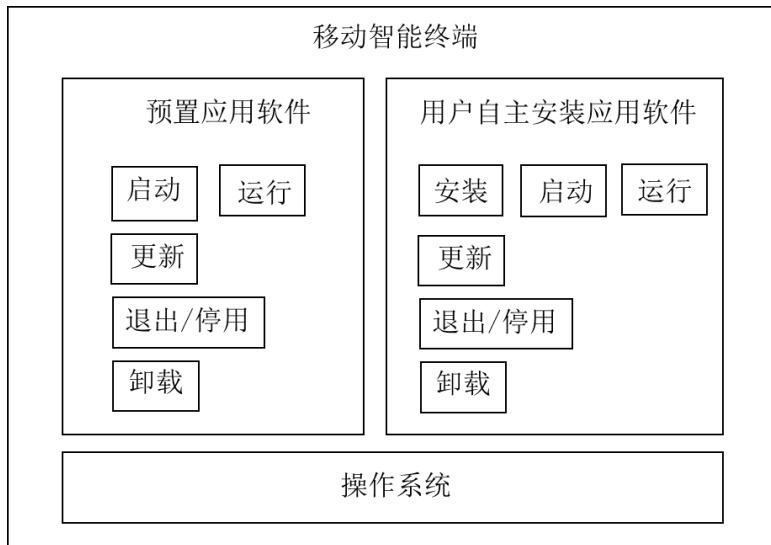 移动智能终端
预置应用软件
启动 运行
更新
退出/停用
卸载
用户自主安装应用软件
安装 启动 运行
更新
退出/停用
卸载
操作系统